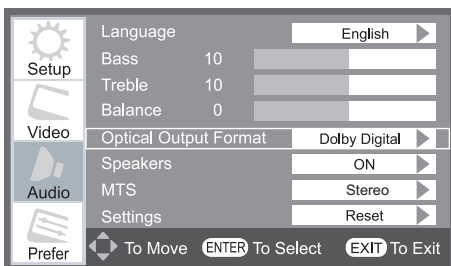 Setup
Video
Audio
Prefer
Language English
Bass 10
Treble 10
Balance 0
Optical Output Format Dolby Digital
Speakers ON
MTS Stereo
Settings Reset
To Move ENTER To Select EXIT To Exit